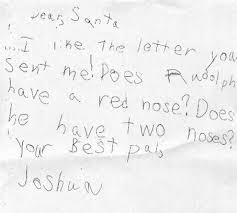 Dear, Santa
....I like The letter you
Sent me! Does Rudolph
have a red nose? Does
he have two noses?
Your Best pals
Joshua